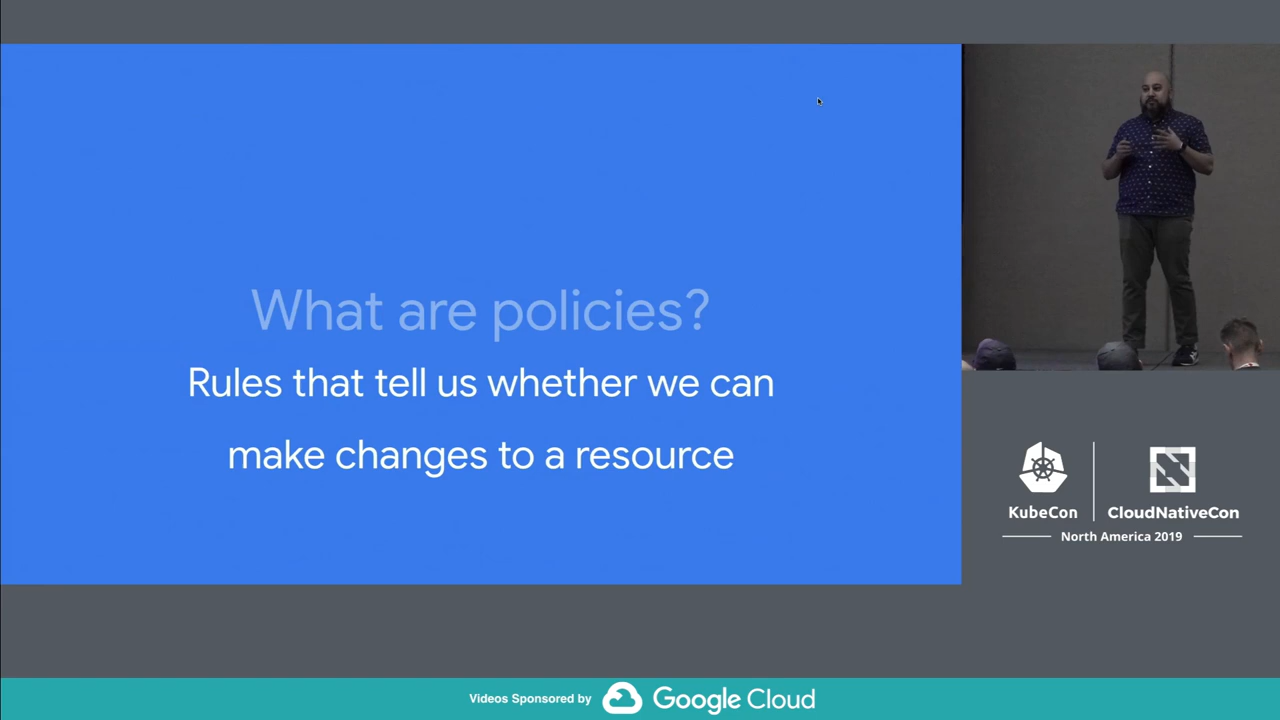 What are policies?
Rules that tell us whether we can
make changes to a resource
KubeCon
CloudNativeCon
North America 2019
Videos Sponsored by Google Cloud